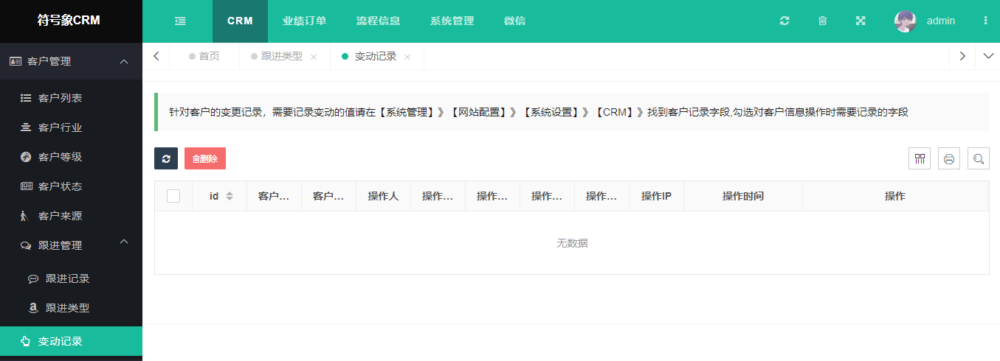 符号象CRM
CRM 业绩订单 流程信息 系统管理 微信 admin
客户管理
客户列表
客户行业
客户等级
客户状态
客户来源
跟进管理
跟进记录
跟进类型
变动记录
首页 跟进类型 变动记录
针对客户的变更记录，需要记录变动的值请在【系统管理】》【网站配置】》【系统设置】》【CRM】》找到客户记录字段,勾选对客户信息操作时需要记录的字段
删除
id 客户... 客户... 操作人 操作... 操作... 操作... 操作... 操作IP 操作时间 操作
无数据